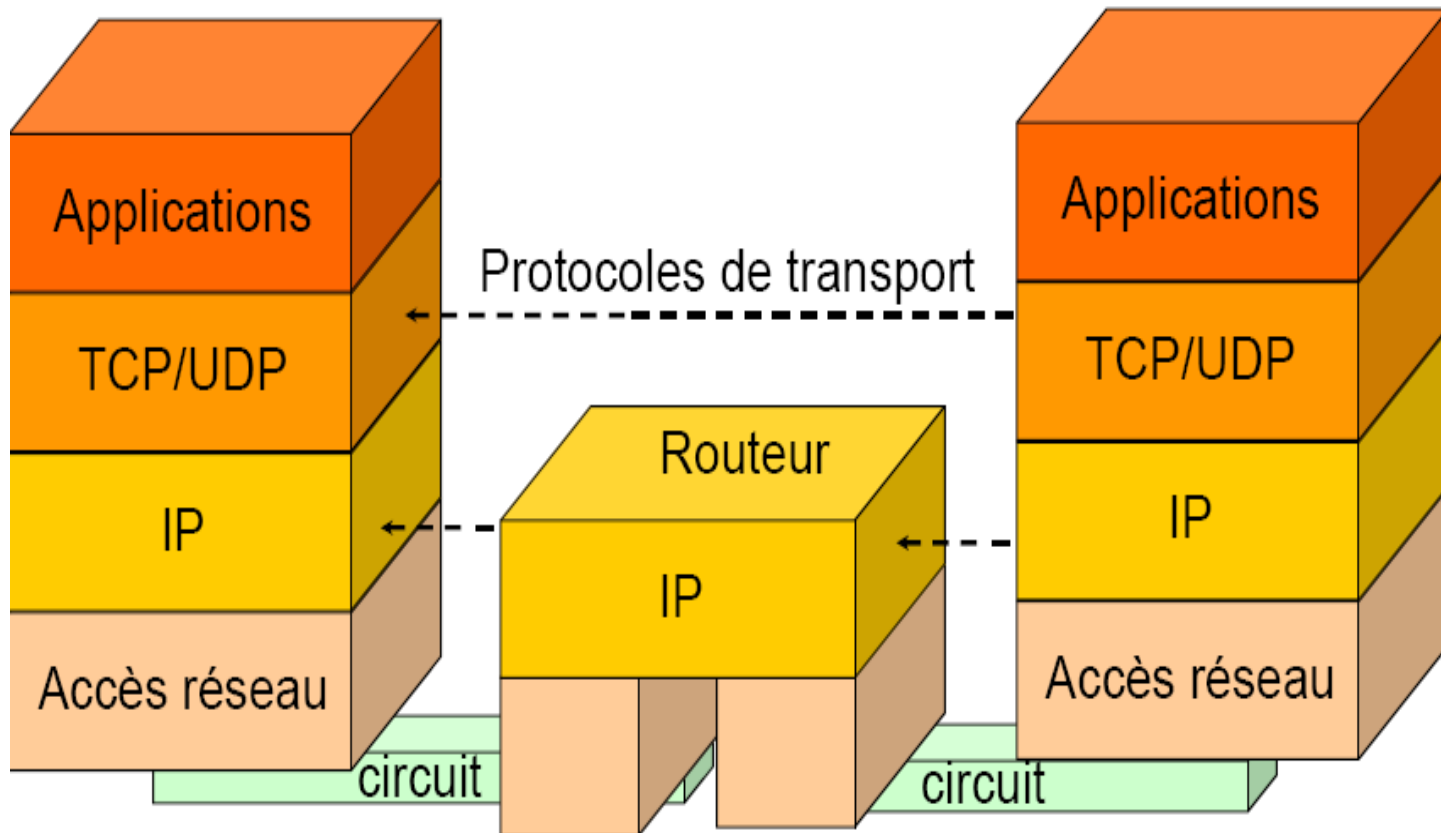 Applications
Applications
Protocoles de transport
TCP/UDP
TCP/UDP
Routeur
IP
IP
IP
Accès réseau
Accès réseau
circuit
circuit